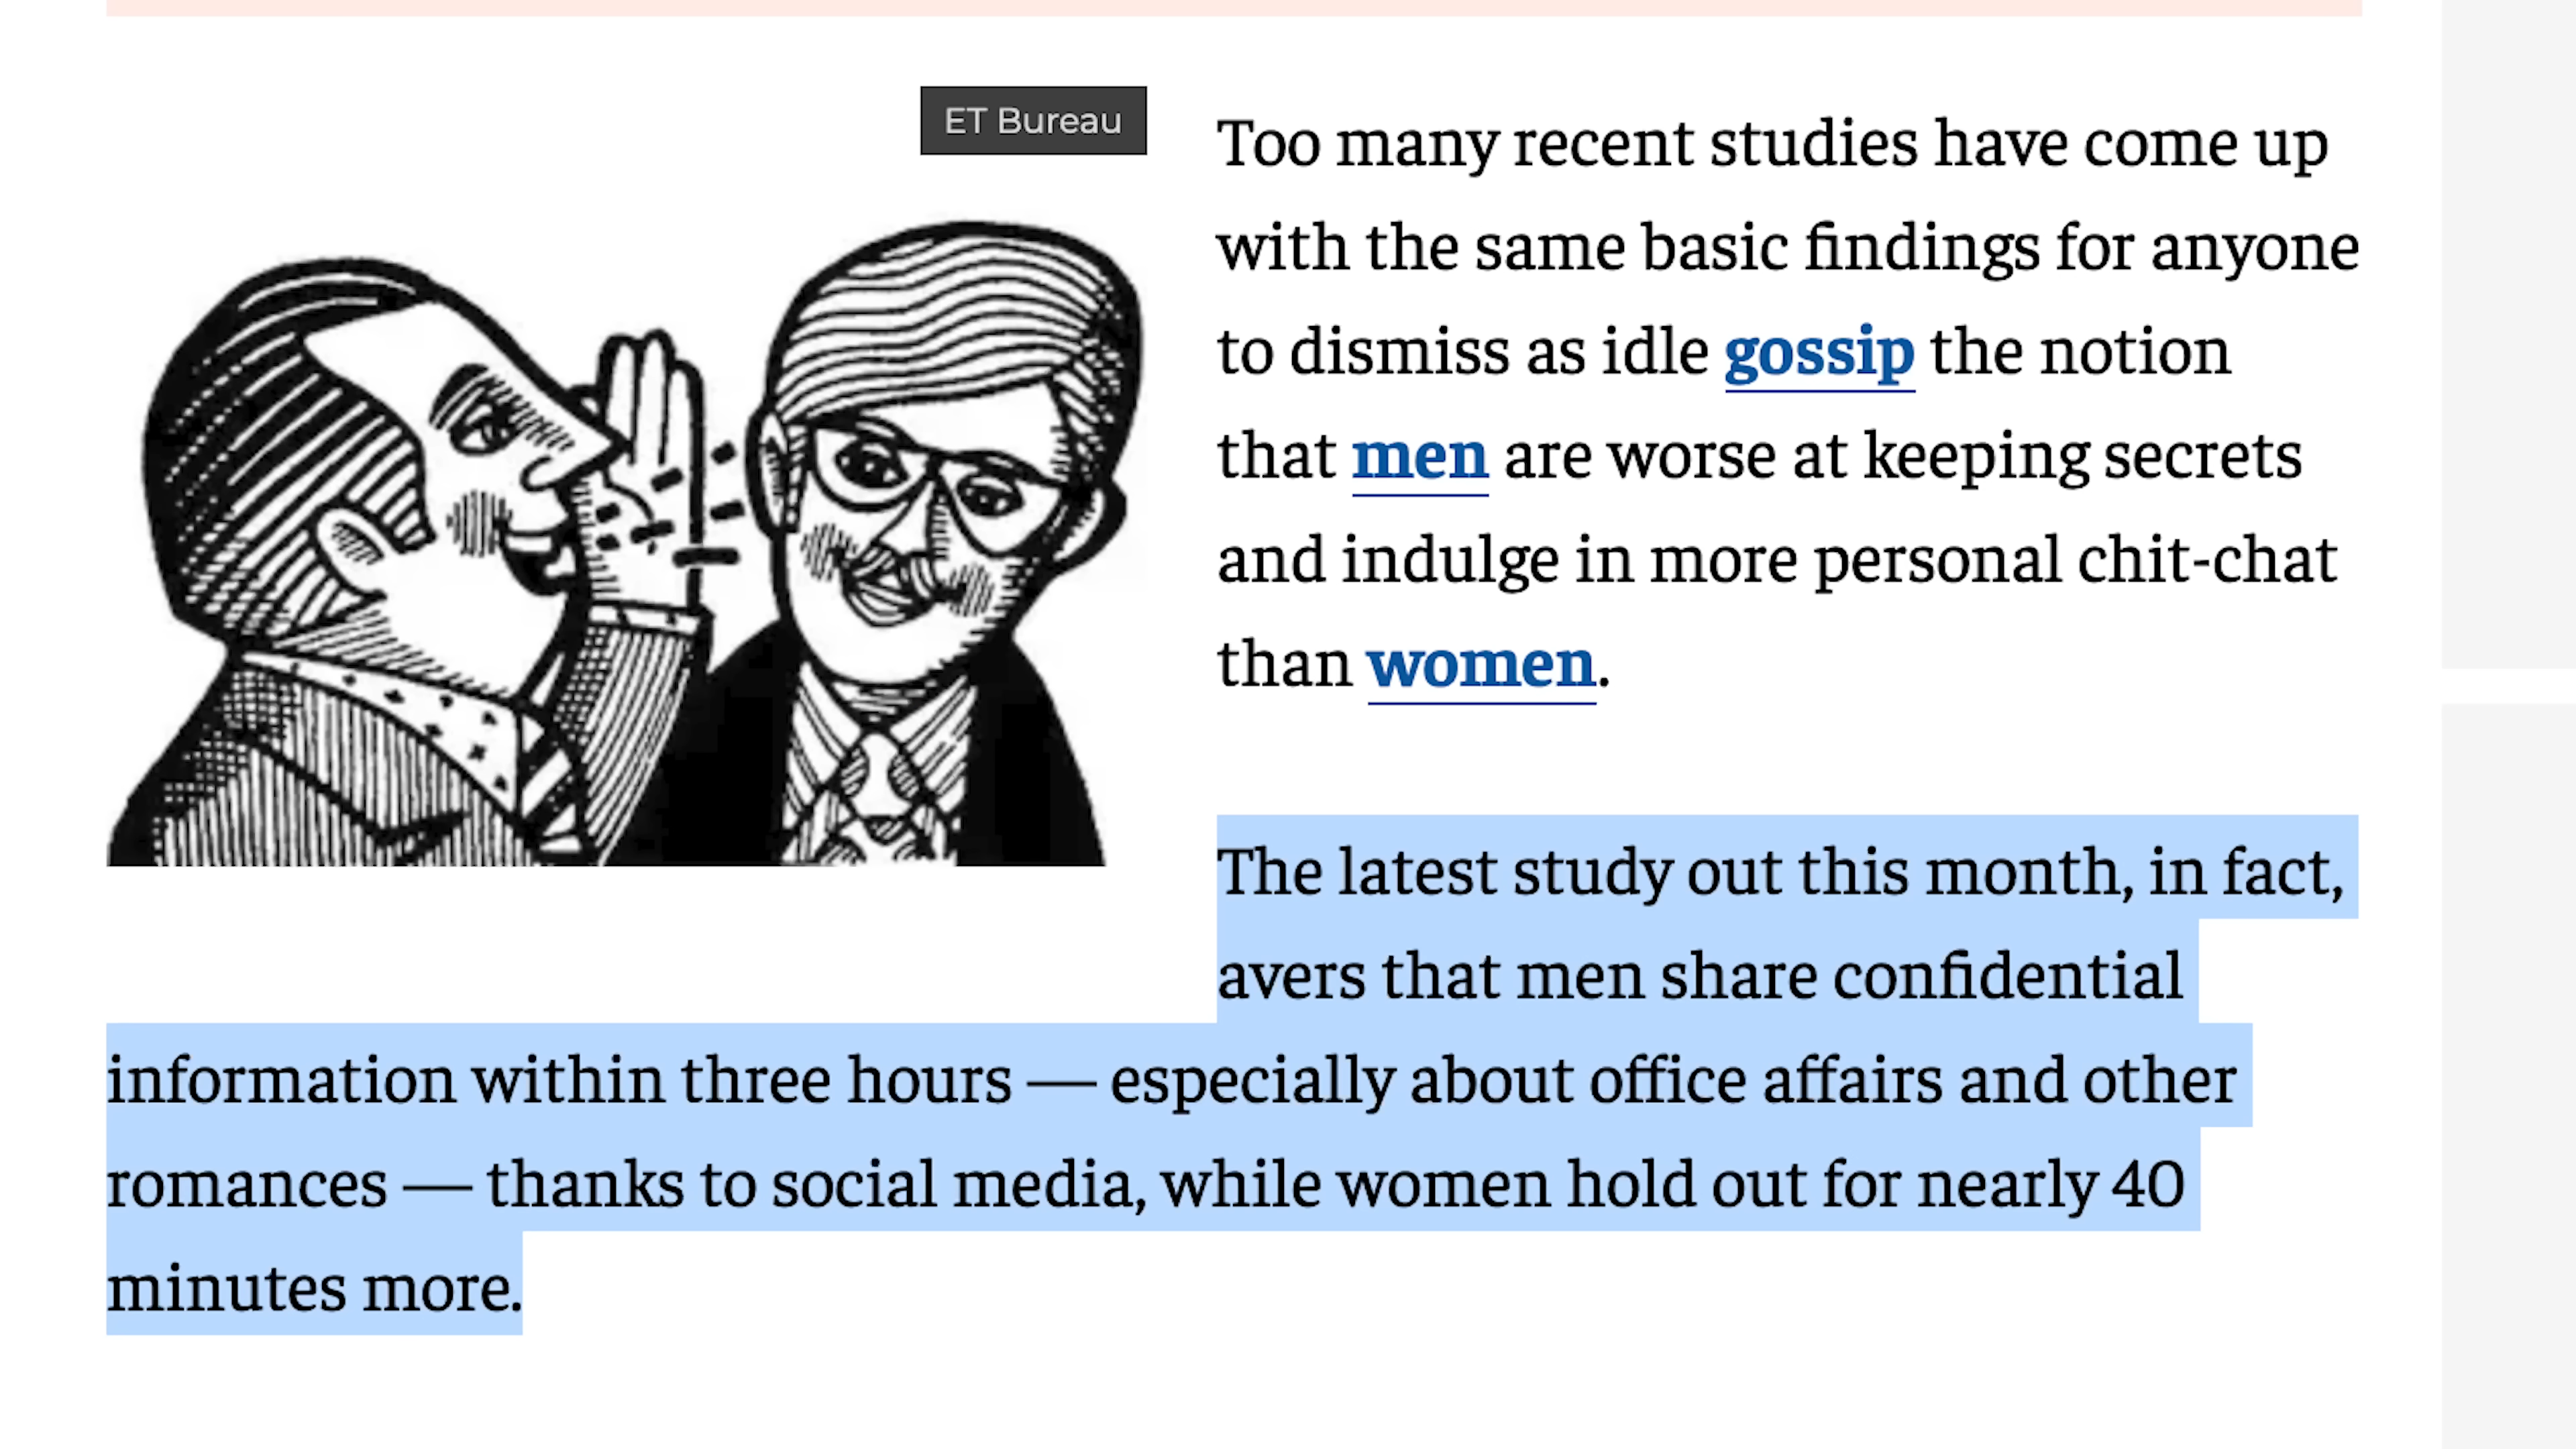 ET Bureau
Too many recent studies have come up
with the same basic findings for anyone
to dismiss as idle gossip the notion
that men are worse at keeping secrets
and indulge in more personal chit-chat
than women.
The latest study out this month, in fact,
avers that men share confidential
information within three hours — especially about office affairs and other
romances — thanks to social media, while women hold out for nearly 40
minutes more.